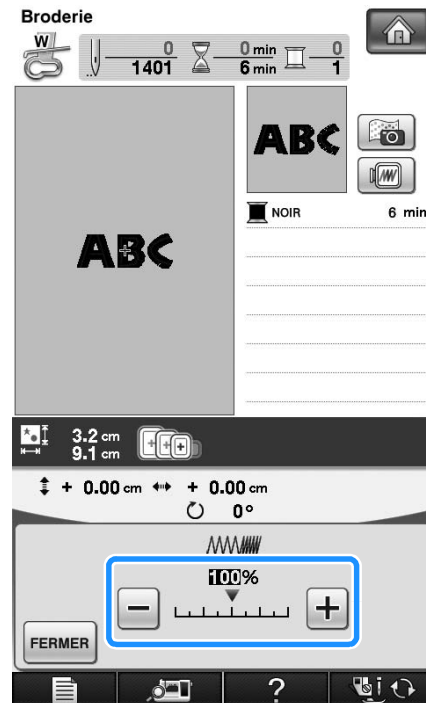 Broderie
W
0 0 min 0
1401 6 min 1
ABC
ABC
NOIR 6 min
3.2 cm
9.1 cm
+ 0.00 cm + 0.00 cm
0°
100%
− +
FERMER
?